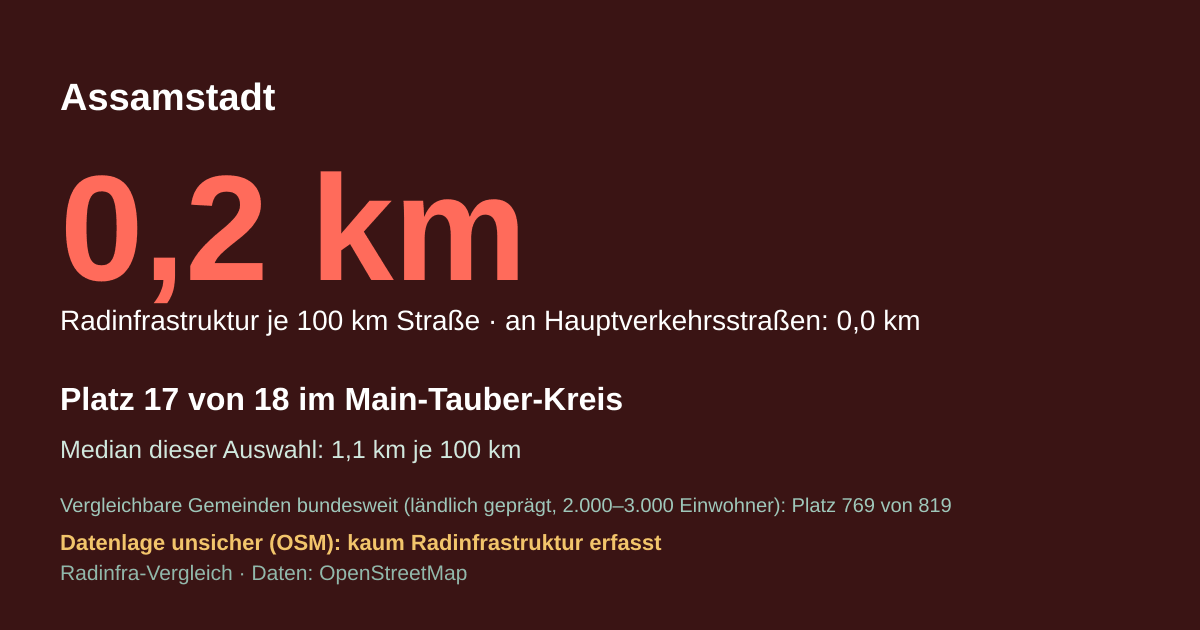 Assamstadt
0,2 km
Radinfrastruktur je 100 km Straße · an Hauptverkehrsstraßen: 0,0 km
Platz 17 von 18 im Main-Tauber-Kreis
Median dieser Auswahl: 1,1 km je 100 km
Vergleichbare Gemeinden bundesweit (ländlich geprägt, 2.000–3.000 Einwohner): Platz 769 von 819
Datenlage unsicher (OSM): kaum Radinfrastruktur erfasst
Radinfra-Vergleich · Daten: OpenStreetMap